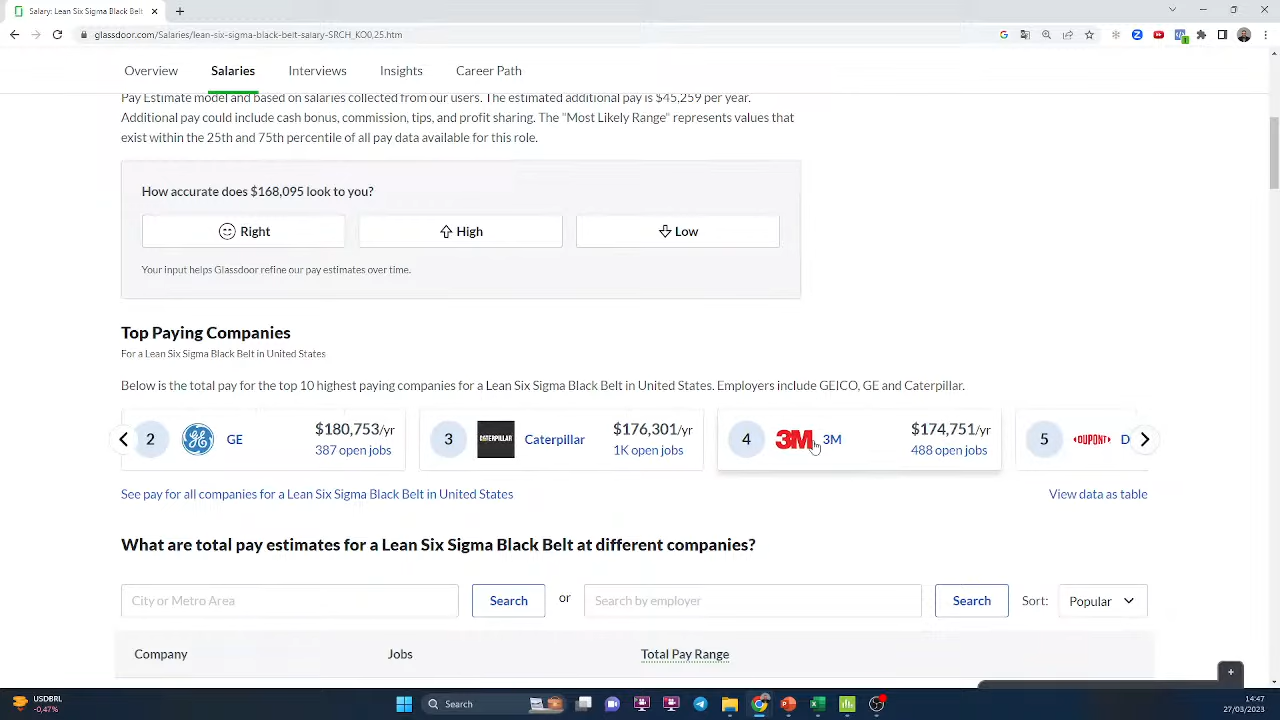 Salary: Lean Six Sigma Black Belt
glassdoor.com/Salaries/lean-six-sigma-black-belt-salary-SRCH_KO0,25.htm
Overview
Salaries
Interviews
Insights
Career Path
Pay Estimate model and based on salaries collected from our users. The estimated additional pay is $45,259 per year.
Additional pay could include cash bonus, commission, tips, and profit sharing. The "Most Likely Range" represents values that
exist within the 25th and 75th percentile of all pay data available for this role.
How accurate does $168,095 look to you?
Right
High
Low
Your input helps Glassdoor refine our pay estimates over time.
Top Paying Companies
For a Lean Six Sigma Black Belt in United States
Below is the total pay for the top 10 highest paying companies for a Lean Six Sigma Black Belt in United States. Employers include GEICO, GE and Caterpillar.
2
GE
$180,753/yr
387 open jobs
3
CATERPILLAR
Caterpillar
$176,301/yr
1K open jobs
4
3M
3M
$174,751/yr
488 open jobs
5
DUPONT
D
See pay for all companies for a Lean Six Sigma Black Belt in United States
View data as table
What are total pay estimates for a Lean Six Sigma Black Belt at different companies?
City or Metro Area
Search
or
Search by employer
Search
Sort:
Popular
Company
Jobs
Total Pay Range
USDBRL
-0,47%
Search
14:47
27/03/2023